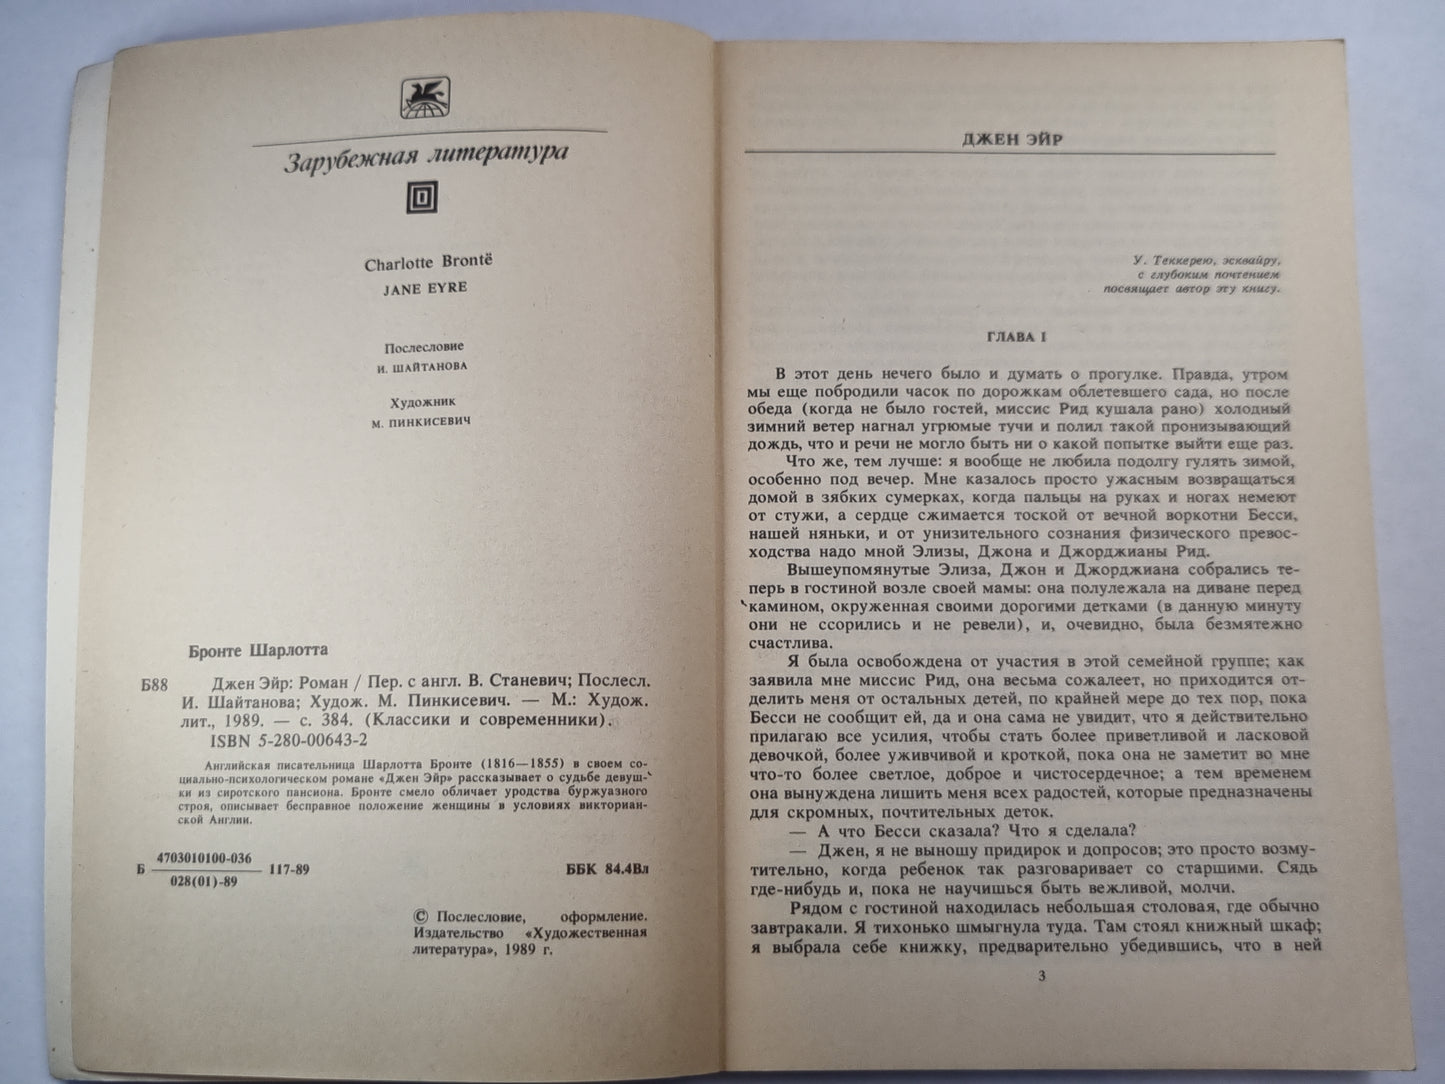 Зарубежная литература
Charlotte Brontë
JANE EYRE
Послесловие
И. ШАЙТАНОВА
Художник
М. ПИНКИСЕВИЧ
Бронте Шарлотта
Б88 Джен Эйр: Роман / Пер. с англ. В. Станевич; Послесл.
И. Шайтанова; Худож. М. Пинкисевич. — М.: Худож.
лит., 1989. — с. 384. (Классики и современники).
ISBN 5-280-00643-2
Английская писательница Шарлотта Бронте (1816—1855) в своем со-
циально-психологическом романе «Джен Эйр» рассказывает о судьбе девуш-
ки из сиротского пансиона. Бронте смело обличает уродства буржуазного
строя, описывает бесправное положение женщины в условиях викториан-
ской Англии.
4703010100-036
Б 117-89 ББК 84.4Вл
028(01)-89
© Послесловие, оформление.
Издательство «Художественная
литература», 1989 г.
ДЖЕН ЭЙР
У. Теккерею, эсквайру,
с глубоким почтением
посвящает автор эту книгу.
ГЛАВА I
В этот день нечего было и думать о прогулке. Правда, утром
мы еще побродили часок по дорожкам облетевшего сада, но после
обеда (когда не было гостей, миссис Рид кушала рано) холодный
зимний ветер нагнал угрюмые тучи и полил такой пронизывающий
дождь, что и речи не могло быть ни о какой попытке выйти еще раз.
Что же, тем лучше: я вообще не любила подолгу гулять зимой,
особенно под вечер. Мне казалось просто ужасным возвращаться
домой в зябких сумерках, когда пальцы на руках и ногах немеют
от стужи, а сердце сжимается тоской от вечной воркотни Бесси,
нашей няньки, и от унизительного сознания физического превос-
ходства надо мной Элизы, Джона и Джорджианы Рид.
Вышеупомянутые Элиза, Джон и Джорджиана собрались те-
перь в гостиной возле своей мамы: она полулежала на диване перед
камином, окруженная своими дорогими детками (в данную минуту
они не ссорились и не ревели), и, очевидно, была безмятежно
счастлива.
Я была освобождена от участия в этой семейной группе; как
заявила мне миссис Рид, она весьма сожалеет, но приходится от-
делить меня от остальных детей, по крайней мере до тех пор, пока
Бесси не сообщит ей, да и она сама не увидит, что я действительно
прилагаю все усилия, чтобы стать более приветливой и ласковой
девочкой, более уживчивой и кроткой, пока она не заметит во мне
что-то более светлое, доброе и чистосердечное; а тем временем
она вынуждена лишить меня всех радостей, которые предназначены
для скромных, почтительных деток.
— А что Бесси сказала? Что я сделала?
— Джен, я не выношу придирок и допросов; это просто возму-
тительно, когда ребенок так разговаривает со старшими. Сядь
где-нибудь и, пока не научишься быть вежливой, молчи.
Рядом с гостиной находилась небольшая столовая, где обычно
завтракали. Я тихонько шмыгнула туда. Там стоял книжный шкаф;
я выбрала себе книжку, предварительно убедившись, что в ней
3